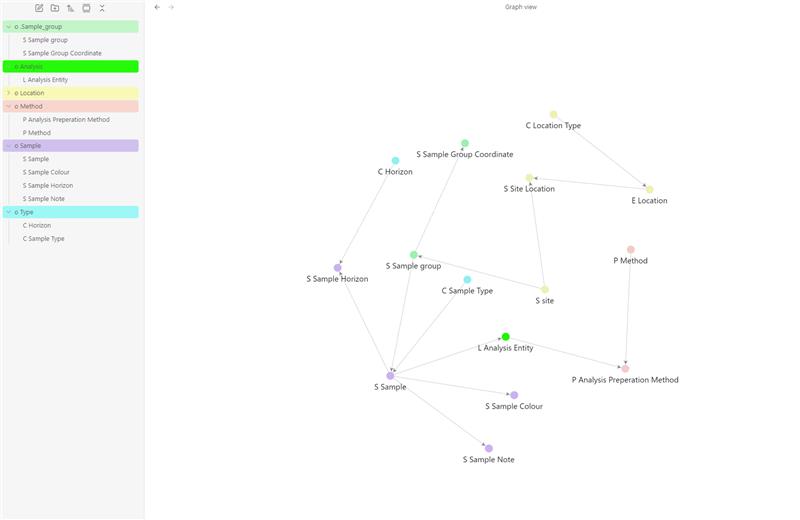 Graph view
o .Sample_group
S Sample group
S Sample Group Coordinate
o Analysis
L Analysis Entity
o Location
o Method
P Analysis Preperation Method
P Method
o Sample
S Sample
S Sample Colour
S Sample Horizon
S Sample Note
o Type
C Horizon
C Sample Type
C Location Type
S Sample Group Coordinate
C Horizon
S Site Location
E Location
P Method
S Sample group
S Sample Horizon
C Sample Type
S site
L Analysis Entity
P Analysis Preperation Method
S Sample
S Sample Colour
S Sample Note